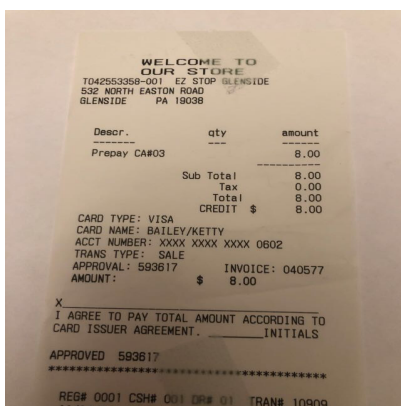 WELCOME TO
OUR STORE
T042553358-001 EZ STOP GLENSIDE
532 NORTH EASTON ROAD
GLENSIDE PA 19038
Descr. qty amount
------- --- ------
Prepay CA#03 8.00
----------
Sub Total 8.00
Tax 0.00
Total 8.00
CREDIT $ 8.00
CARD TYPE: VISA
CARD NAME: BAILEY/KETTY
ACCT NUMBER: XXXX XXXX XXXX 0602
TRANS TYPE: SALE
APPROVAL: 593617 INVOICE: 040577
AMOUNT: $ 8.00
X______________________________
I AGREE TO PAY TOTAL AMOUNT ACCORDING TO
CARD ISSUER AGREEMENT. ________INITIALS
APPROVED 593617
****************************************
REG# 0001 CSH# 001 DR# 01 TRAN# 10909